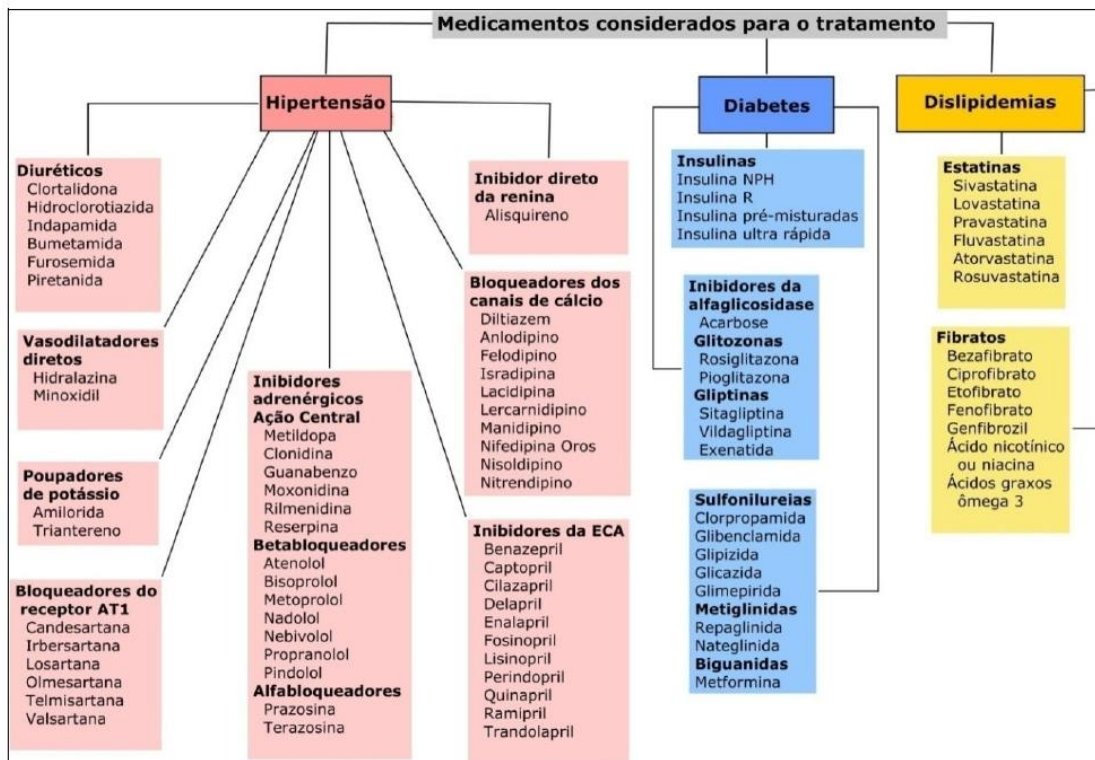 Medicamentos considerados para o tratamento
Hipertensão
Diuréticos
Clortalidona
Hidroclorotiazida
Indapamida
Bumetamida
Furosemida
Piretanida
Vasodilatadores
diretos
Hidralazina
Minoxidil
Poupadores
de potássio
Amilorida
Triantereno
Bloqueadores do
receptor AT1
Candesartana
Irbersartana
Losartana
Olmesartana
Telmisartana
Valsartana
Inibidores
adrenérgicos
Ação Central
Metildopa
Clonidina
Guanabenzo
Moxonidina
Rilmenidina
Reserpina
Betabloqueadores
Atenolol
Bisoprolol
Metoprolol
Nadolol
Nebivolol
Propranolol
Pindolol
Alfabloqueadores
Prazosina
Terazosina
Inibidor direto
da renina
Alisquireno
Bloqueadores dos
canais de cálcio
Diltiazem
Anlodipino
Felodipino
Isradipina
Lacidipina
Lercarnidipino
Manidipino
Nifedipina Oros
Nisoldipino
Nitrendipino
Inibidores da ECA
Benazepril
Captopril
Cilazapril
Delapril
Enalapril
Fosinopril
Lisinopril
Perindopril
Quinapril
Ramipril
Trandolapril
Diabetes
Insulinas
Insulina NPH
Insulina R
Insulina pré-misturadas
Insulina ultra rápida
Inibidores da
alfaglicosidase
Acarbose
Glitozonas
Rosiglitazona
Pioglitazona
Gliptinas
Sitagliptina
Vildagliptina
Exenatida
Sulfonilureias
Clorpropamida
Glibenclamida
Glipizida
Glicazida
Glimepirida
Metiglinidas
Repaglinida
Nateglinida
Biguanidas
Metformina
Dislipidemias
Estatinas
Sivastatina
Lovastatina
Pravastatina
Fluvastatina
Atorvastatina
Rosuvastatina
Fibratos
Bezafibrato
Ciprofibrato
Etofibrato
Fenofibrato
Genfibrozil
Ácido nicotínico
ou niacina
Ácidos graxos
ômega 3